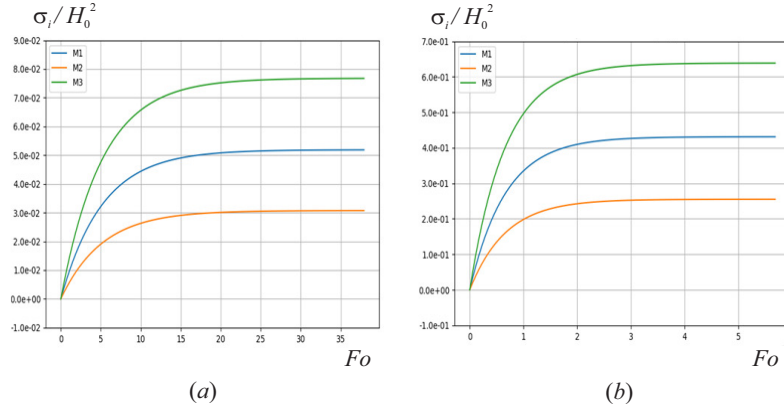 σᵢ/H₀²
9.0e-02
8.0e-02
7.0e-02
6.0e-02
5.0e-02
4.0e-02
3.0e-02
2.0e-02
1.0e-02
0.0e+00
-1.0e-02
M1
M2
M3
0 5 10 15 20 25 30 35
Fo
(a)
σᵢ/H₀²
7.0e-01
6.0e-01
5.0e-01
4.0e-01
3.0e-01
2.0e-01
1.0e-01
0.0e+00
-1.0e-01
M1
M2
M3
0 1 2 3 4 5
Fo
(b)